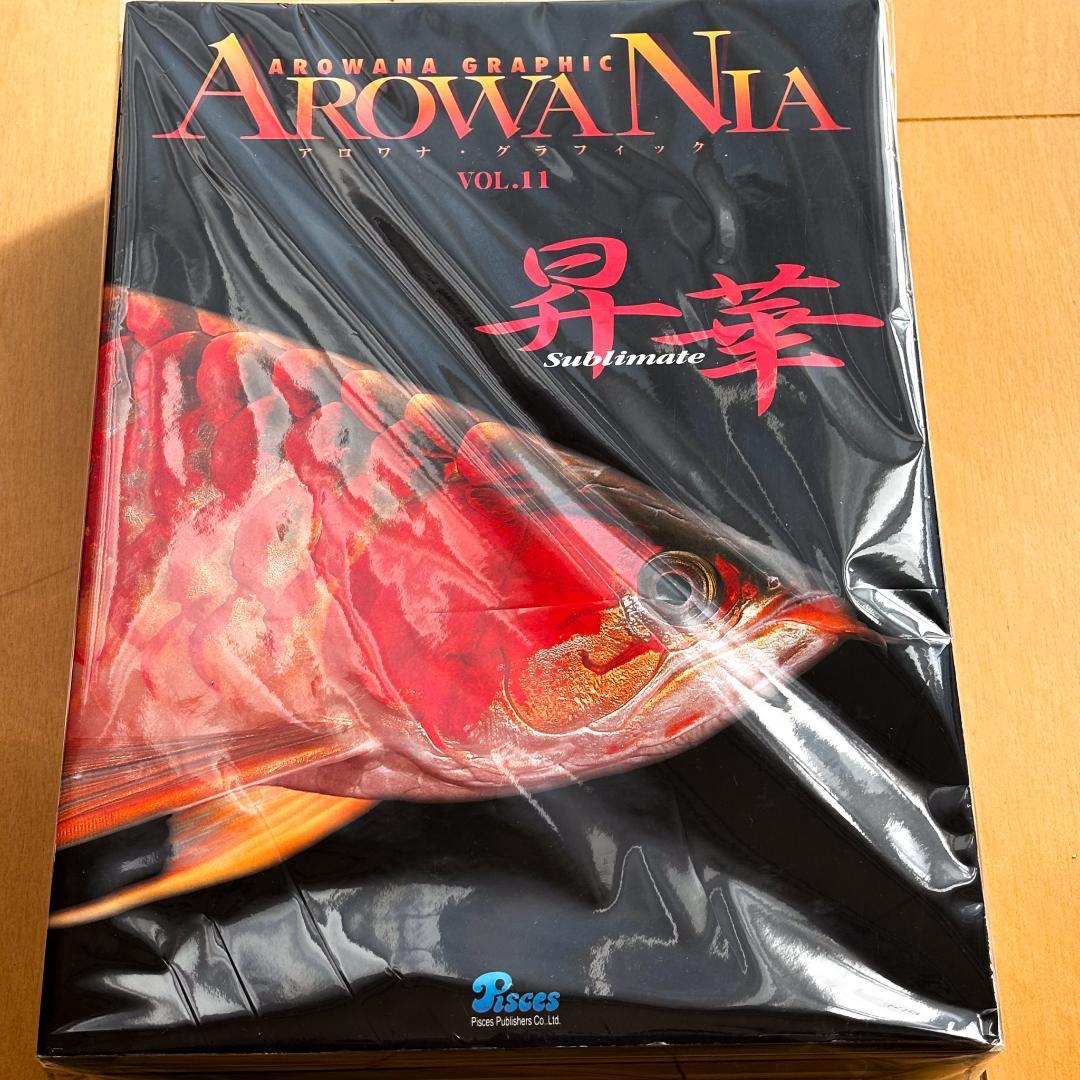 AROWANA GRAPHIC
AROWANIA
アロワナ・グラフィック
VOL.11
昇華
Sublimate
Pisces
Pisces Publishers Co.,Ltd.